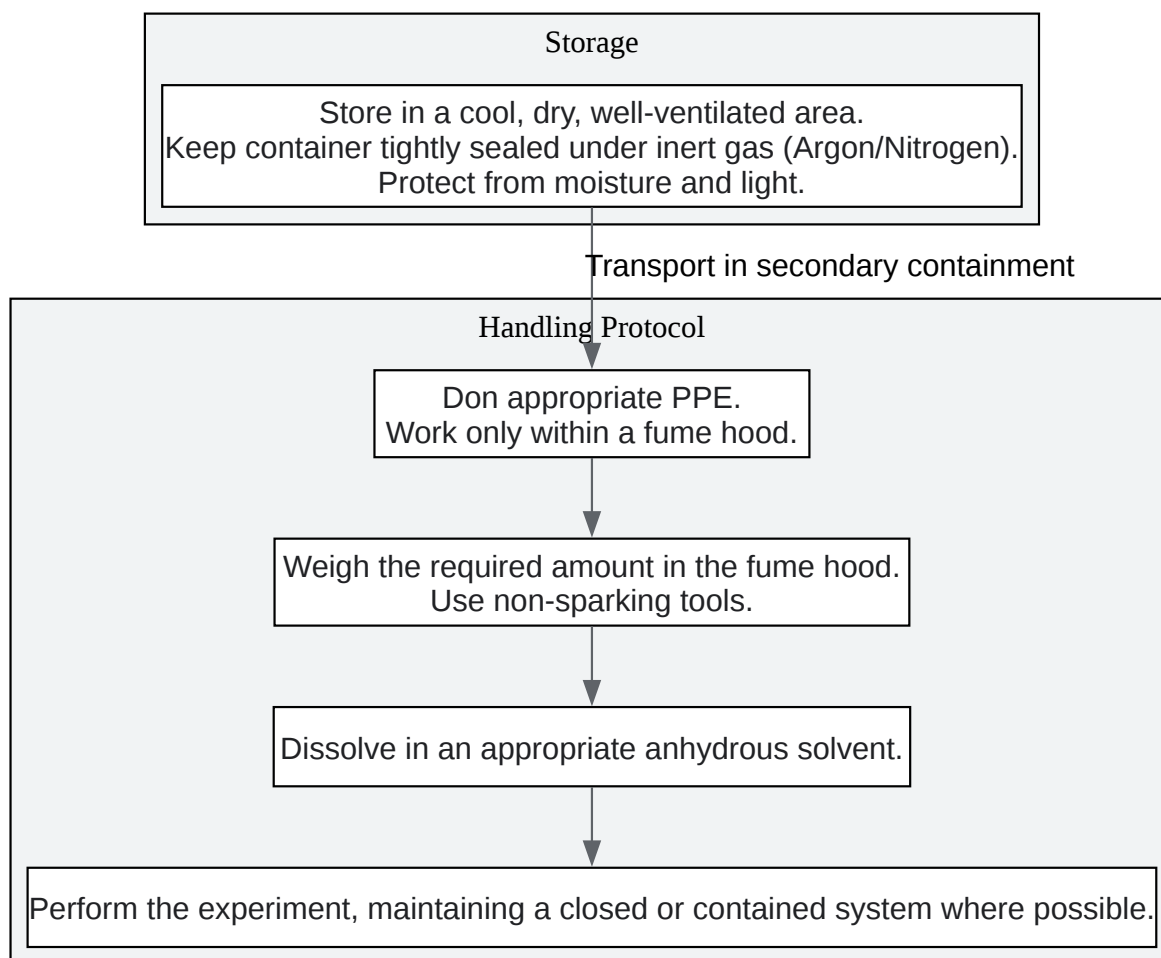 Storage
Store in a cool, dry, well-ventilated area.
Keep container tightly sealed under inert gas (Argon/Nitrogen).
Protect from moisture and light.
Transport in secondary containment
Handling Protocol
Don appropriate PPE.
Work only within a fume hood.
Weigh the required amount in the fume hood.
Use non-sparking tools.
Dissolve in an appropriate anhydrous solvent.
Perform the experiment, maintaining a closed or contained system where possible.